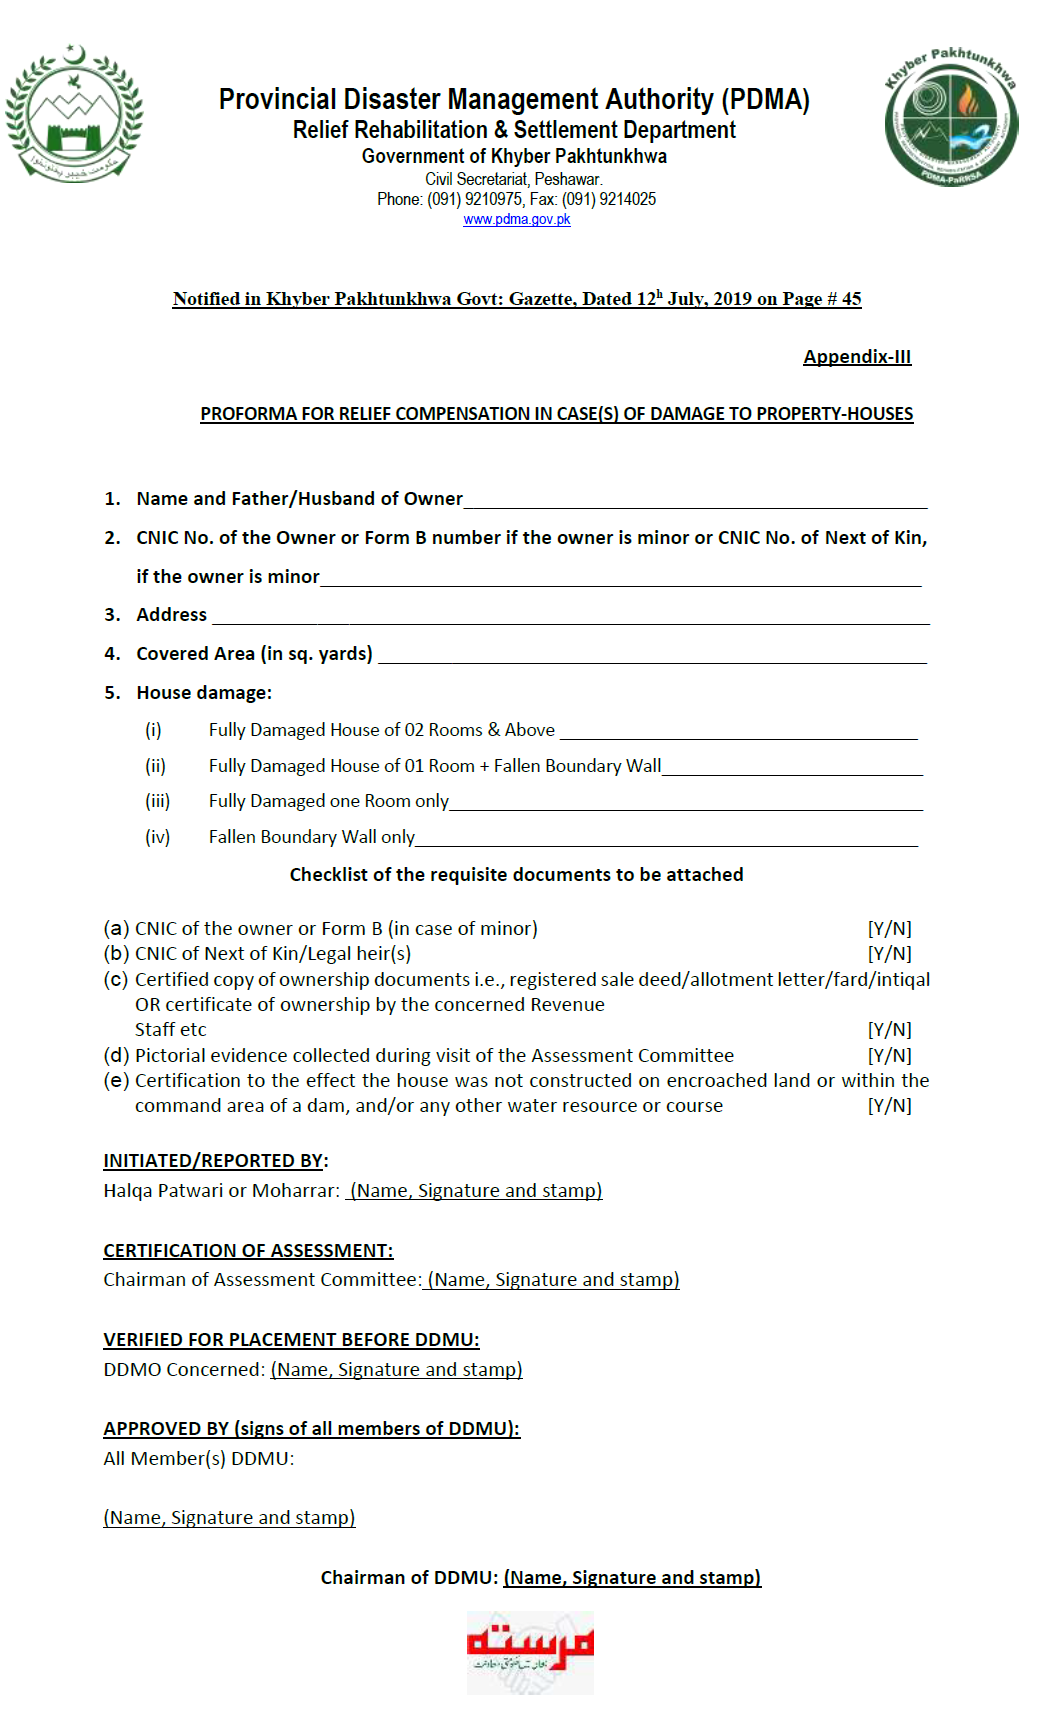 حکومت خیبر پختونخوا
Khyber Pakhtunkhwa
PDMA-PaRRSA
Provincial Disaster Management Authority (PDMA)
Relief Rehabilitation & Settlement Department
Government of Khyber Pakhtunkhwa
Civil Secretariat, Peshawar.
Phone: (091) 9210975, Fax: (091) 9214025
www.pdma.gov.pk
Notified in Khyber Pakhtunkhwa Govt: Gazette, Dated 12h July, 2019 on Page # 45
Appendix-III
PROFORMA FOR RELIEF COMPENSATION IN CASE(S) OF DAMAGE TO PROPERTY-HOUSES
1. Name and Father/Husband of Owner
2. CNIC No. of the Owner or Form B number if the owner is minor or CNIC No. of Next of Kin,
if the owner is minor
3. Address
4. Covered Area (in sq. yards)
5. House damage:
(i) Fully Damaged House of 02 Rooms & Above
(ii) Fully Damaged House of 01 Room + Fallen Boundary Wall
(iii) Fully Damaged one Room only
(iv) Fallen Boundary Wall only
Checklist of the requisite documents to be attached
(a) CNIC of the owner or Form B (in case of minor) [Y/N]
(b) CNIC of Next of Kin/Legal heir(s) [Y/N]
(c) Certified copy of ownership documents i.e., registered sale deed/allotment letter/fard/intiqal
OR certificate of ownership by the concerned Revenue
Staff etc [Y/N]
(d) Pictorial evidence collected during visit of the Assessment Committee [Y/N]
(e) Certification to the effect the house was not constructed on encroached land or within the
command area of a dam, and/or any other water resource or course [Y/N]
INITIATED/REPORTED BY:
Halqa Patwari or Moharrar: (Name, Signature and stamp)
CERTIFICATION OF ASSESSMENT:
Chairman of Assessment Committee: (Name, Signature and stamp)
VERIFIED FOR PLACEMENT BEFORE DDMU:
DDMO Concerned: (Name, Signature and stamp)
APPROVED BY (signs of all members of DDMU):
All Member(s) DDMU:
(Name, Signature and stamp)
Chairman of DDMU: (Name, Signature and stamp)
مرسته